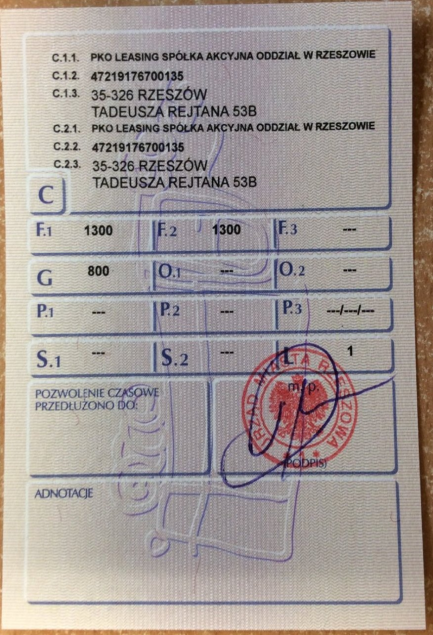 C.1.1. PKO LEASING SPÓŁKA AKCYJNA ODDZIAŁ W RZESZOWIE
C.1.2. 47219176700135
C.1.3. 35-326 RZESZÓW
TADEUSZA REJTANA 53B
C.2.1. PKO LEASING SPÓŁKA AKCYJNA ODDZIAŁ W RZESZOWIE
C.2.2. 47219176700135
C.2.3. 35-326 RZESZÓW
TADEUSZA REJTANA 53B
C
F.1 1300 F.2 1300 F.3 ---
G 800 O.1 --- O.2 ---
P.1 --- P.2 --- P.3 ---/---/---
S.1 --- S.2 --- L 1
POZWOLENIE CZASOWE
PRZEDŁUŻONO DO:
m.p.
URZĄD MIASTA RZESZOWA
(PODPIS)
ADNOTACJE